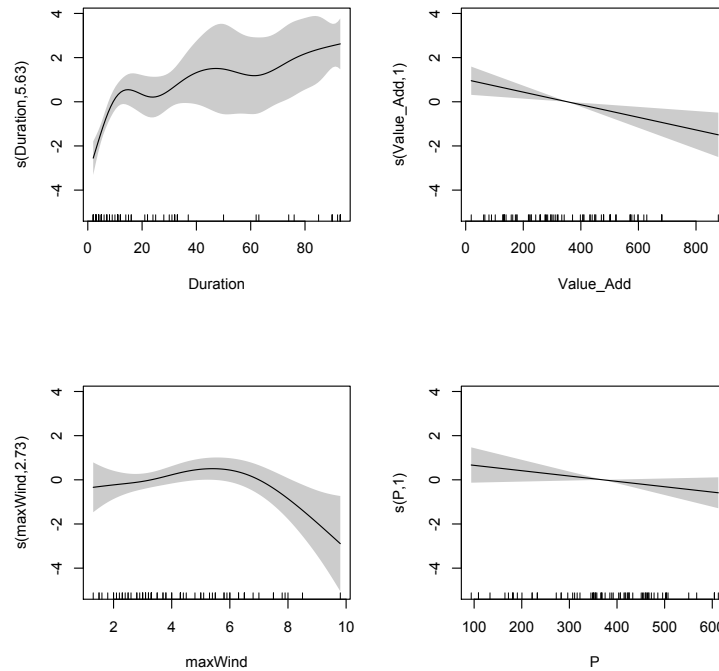 s(Duration,5.63)
4
2
0
-2
-4
0 20 40 60 80
Duration
s(Value_Add,1)
4
2
0
-2
-4
0 200 400 600 800
Value_Add
s(maxWind,2.73)
4
2
0
-2
-4
2 4 6 8 10
maxWind
s(P,1)
4
2
0
-2
-4
100 200 300 400 500 600
P